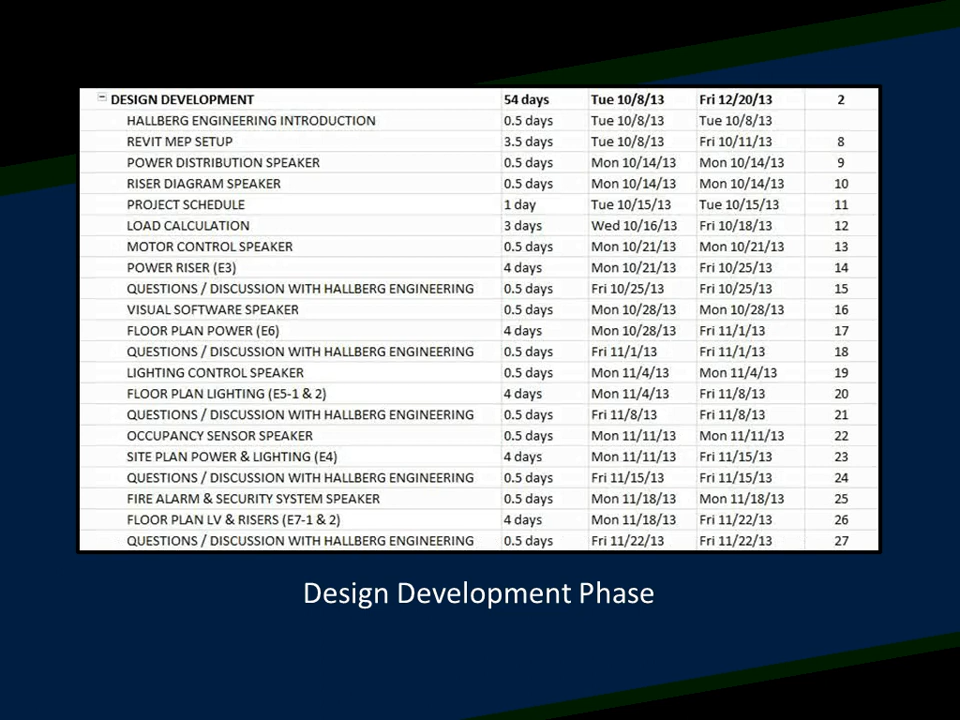 DESIGN DEVELOPMENT 54 days Tue 10/8/13 Fri 12/20/13 2
HALLBERG ENGINEERING INTRODUCTION 0.5 days Tue 10/8/13 Tue 10/8/13
REVIT MEP SETUP 3.5 days Tue 10/8/13 Fri 10/11/13 8
POWER DISTRIBUTION SPEAKER 0.5 days Mon 10/14/13 Mon 10/14/13 9
RISER DIAGRAM SPEAKER 0.5 days Mon 10/14/13 Mon 10/14/13 10
PROJECT SCHEDULE 1 day Tue 10/15/13 Tue 10/15/13 11
LOAD CALCULATION 3 days Wed 10/16/13 Fri 10/18/13 12
MOTOR CONTROL SPEAKER 0.5 days Mon 10/21/13 Mon 10/21/13 13
POWER RISER (E3) 4 days Mon 10/21/13 Fri 10/25/13 14
QUESTIONS / DISCUSSION WITH HALLBERG ENGINEERING 0.5 days Fri 10/25/13 Fri 10/25/13 15
VISUAL SOFTWARE SPEAKER 0.5 days Mon 10/28/13 Mon 10/28/13 16
FLOOR PLAN POWER (E6) 4 days Mon 10/28/13 Fri 11/1/13 17
QUESTIONS / DISCUSSION WITH HALLBERG ENGINEERING 0.5 days Fri 11/1/13 Fri 11/1/13 18
LIGHTING CONTROL SPEAKER 0.5 days Mon 11/4/13 Mon 11/4/13 19
FLOOR PLAN LIGHTING (E5-1 & 2) 4 days Mon 11/4/13 Fri 11/8/13 20
QUESTIONS / DISCUSSION WITH HALLBERG ENGINEERING 0.5 days Fri 11/8/13 Fri 11/8/13 21
OCCUPANCY SENSOR SPEAKER 0.5 days Mon 11/11/13 Mon 11/11/13 22
SITE PLAN POWER & LIGHTING (E4) 4 days Mon 11/11/13 Fri 11/15/13 23
QUESTIONS / DISCUSSION WITH HALLBERG ENGINEERING 0.5 days Fri 11/15/13 Fri 11/15/13 24
FIRE ALARM & SECURITY SYSTEM SPEAKER 0.5 days Mon 11/18/13 Mon 11/18/13 25
FLOOR PLAN LV & RISERS (E7-1 & 2) 4 days Mon 11/18/13 Fri 11/22/13 26
QUESTIONS / DISCUSSION WITH HALLBERG ENGINEERING 0.5 days Fri 11/22/13 Fri 11/22/13 27
Design Development Phase